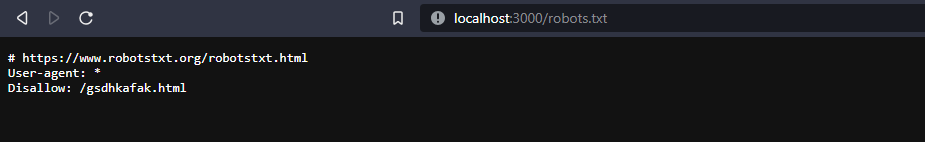 localhost:3000/robots.txt
# https://www.robotstxt.org/robotstxt.html
User-agent: *
Disallow: /gsdhkafak.html